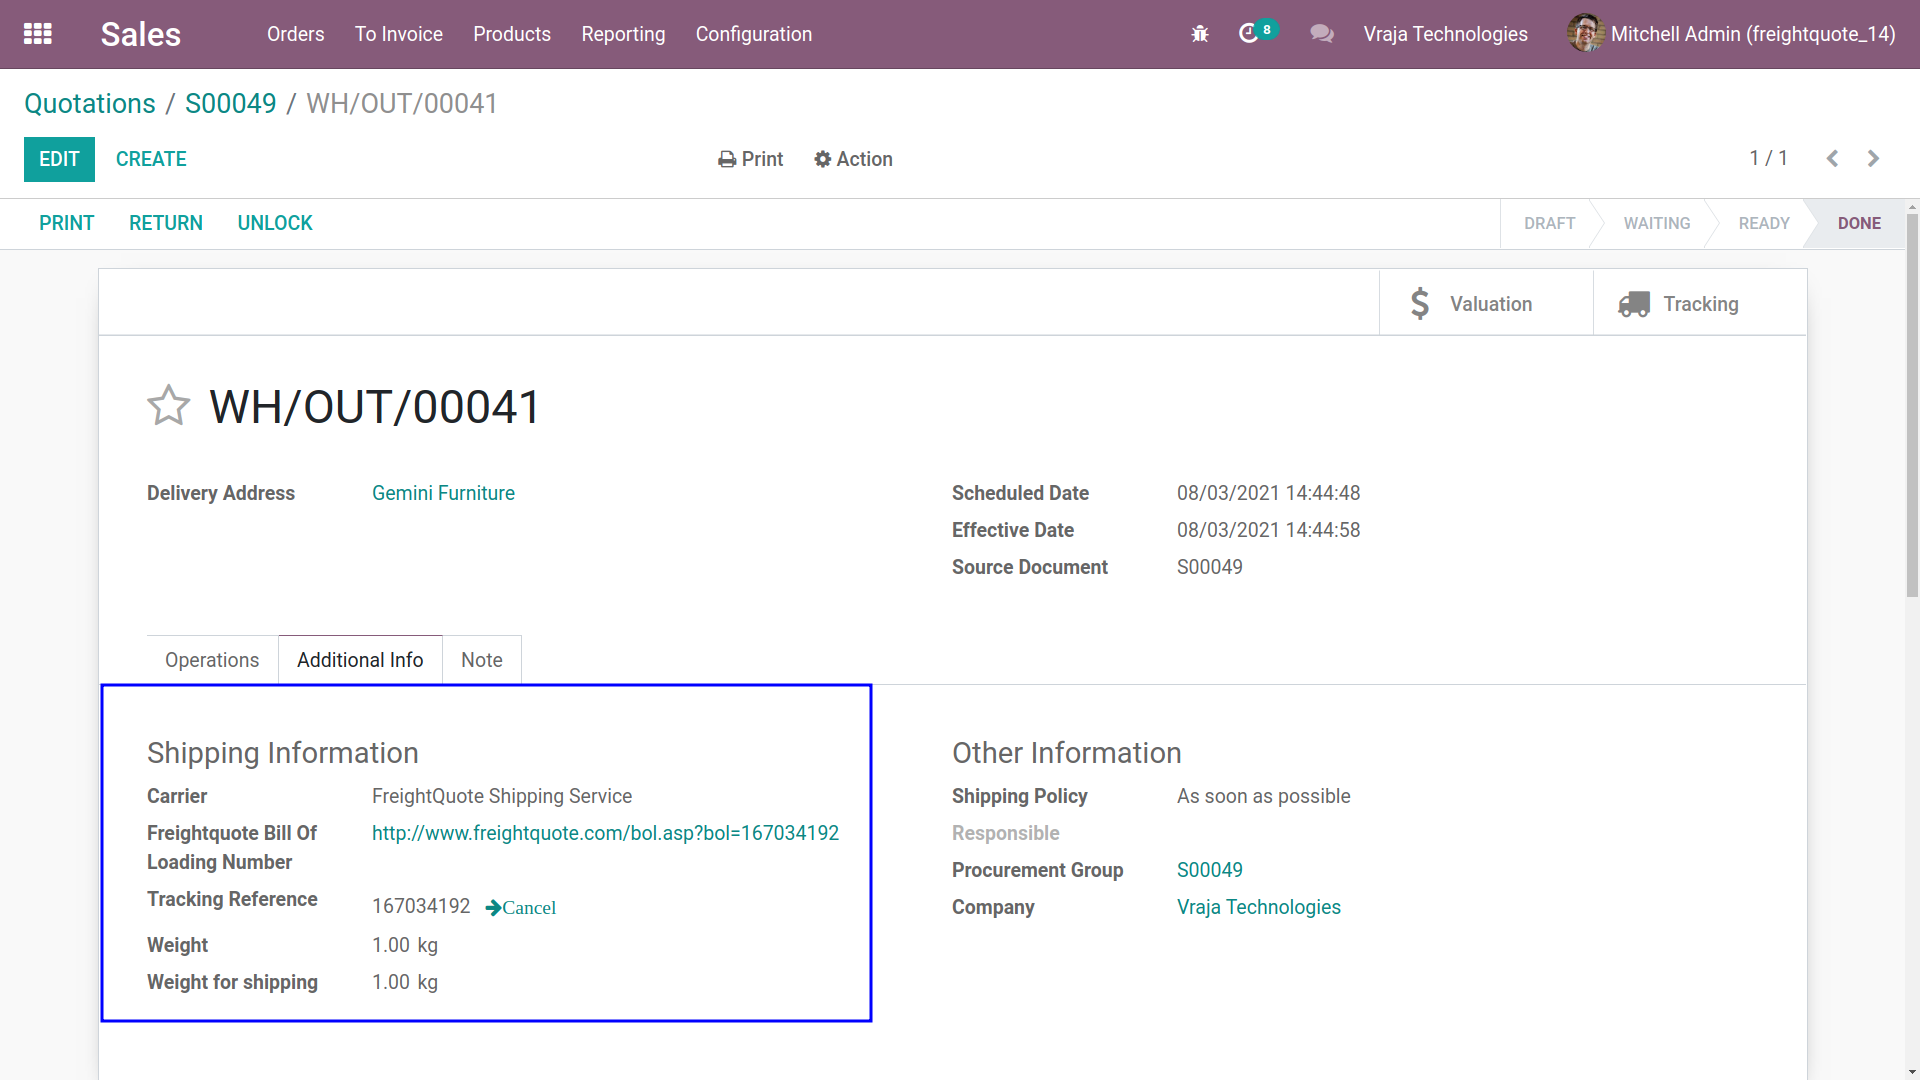 Sales
Orders To Invoice Products Reporting Configuration
8
Vraja Technologies
Mitchell Admin (freightquote_14)
Quotations / S00049 / WH/OUT/00041
EDIT CREATE
Print Action
1 / 1
PRINT RETURN UNLOCK
DRAFT WAITING READY DONE
Valuation
Tracking
WH/OUT/00041
Delivery Address Gemini Furniture
Scheduled Date 08/03/2021 14:44:48
Effective Date 08/03/2021 14:44:58
Source Document S00049
Operations Additional Info Note
Shipping Information
Carrier FreightQuote Shipping Service
Freightquote Bill Of
Loading Number
http://www.freightquote.com/bol.asp?bol=167034192
Tracking Reference 167034192 Cancel
Weight 1.00 kg
Weight for shipping 1.00 kg
Other Information
Shipping Policy As soon as possible
Responsible
Procurement Group S00049
Company Vraja Technologies